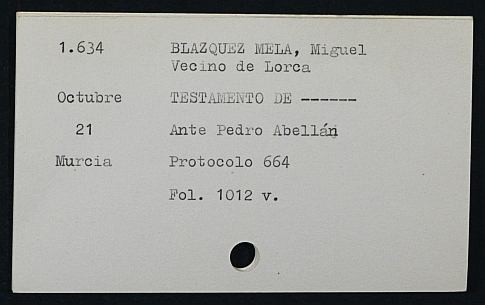 1.634 BLAZQUEZ MELA, Miguel
Vecino de Lorca
Octubre TESTAMENTO DE ------
21 Ante Pedro Abellán
Murcia Protocolo 664
Fol. 1012 v.